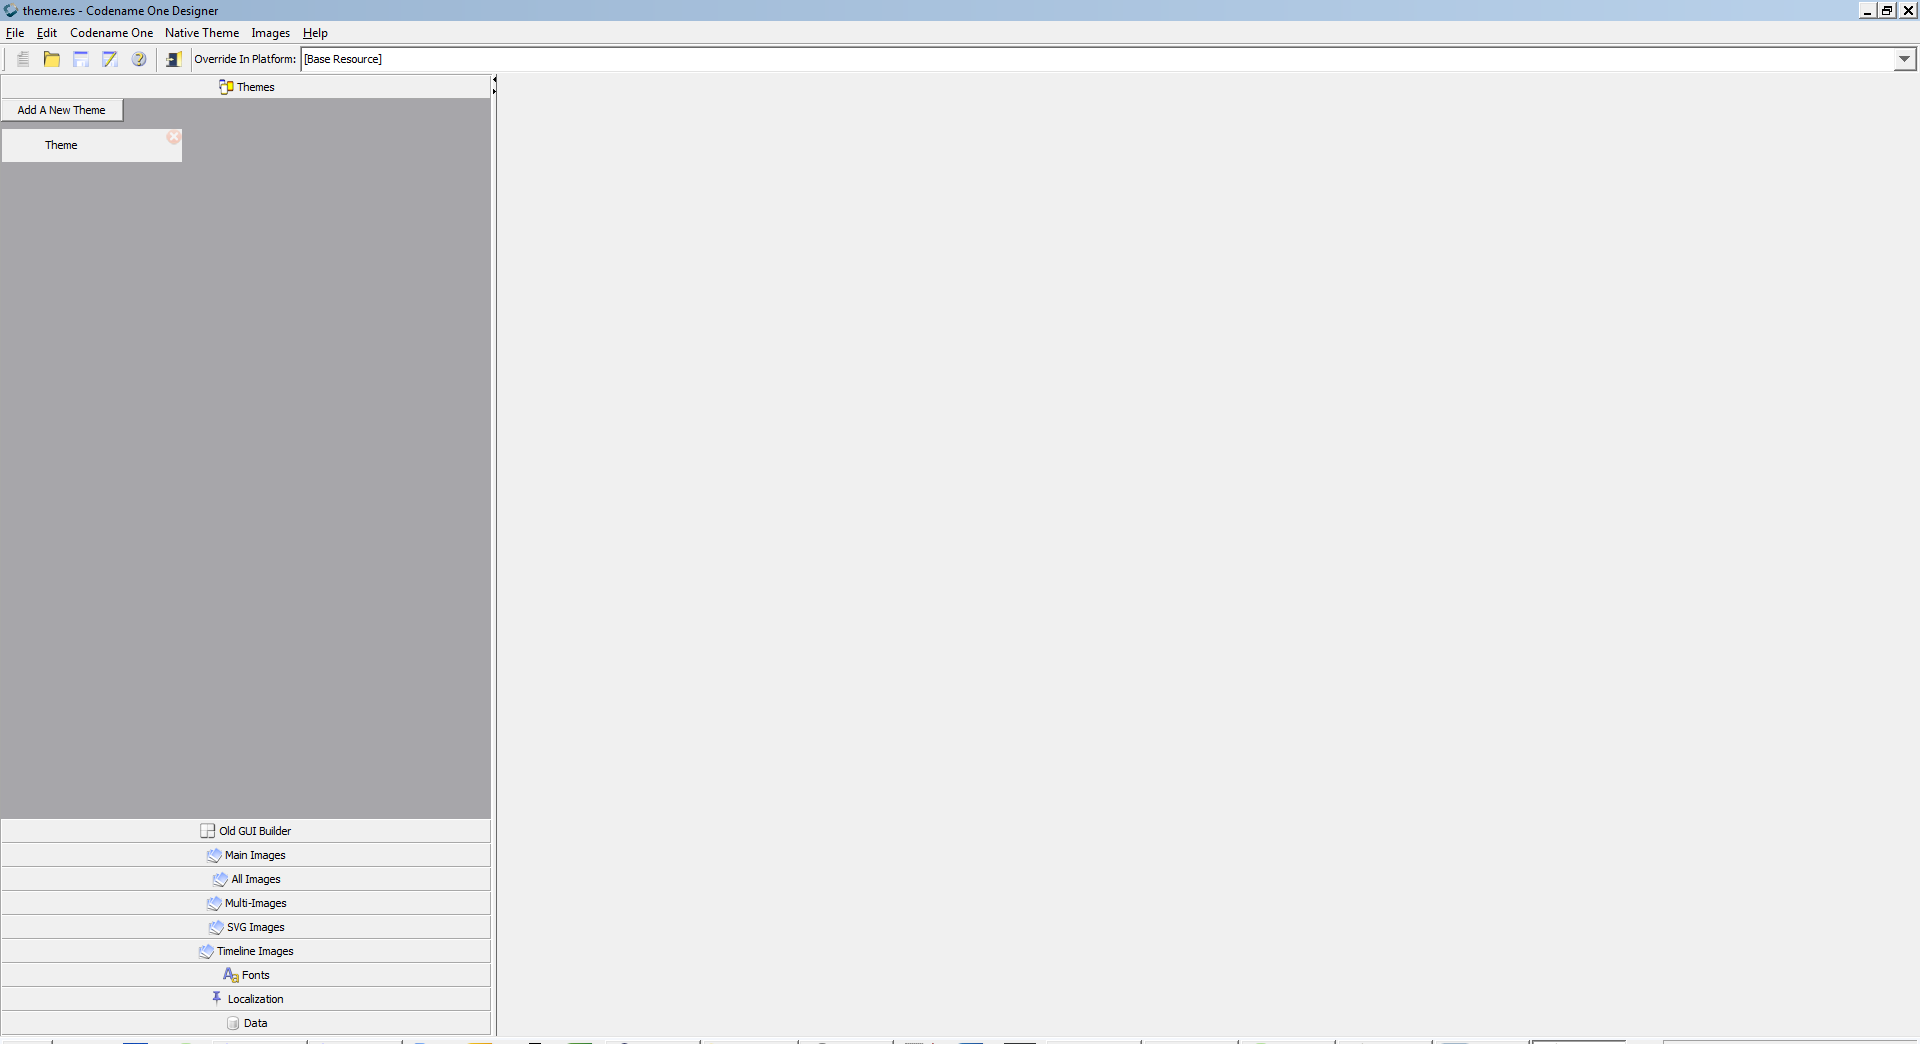 theme.res - Codename One Designer
File Edit Codename One Native Theme Images Help
Override In Platform: [Base Resource]
Themes
Add A New Theme
Theme
Old GUI Builder
Main Images
All Images
Multi-Images
SVG Images
Timeline Images
Fonts
Localization
Data